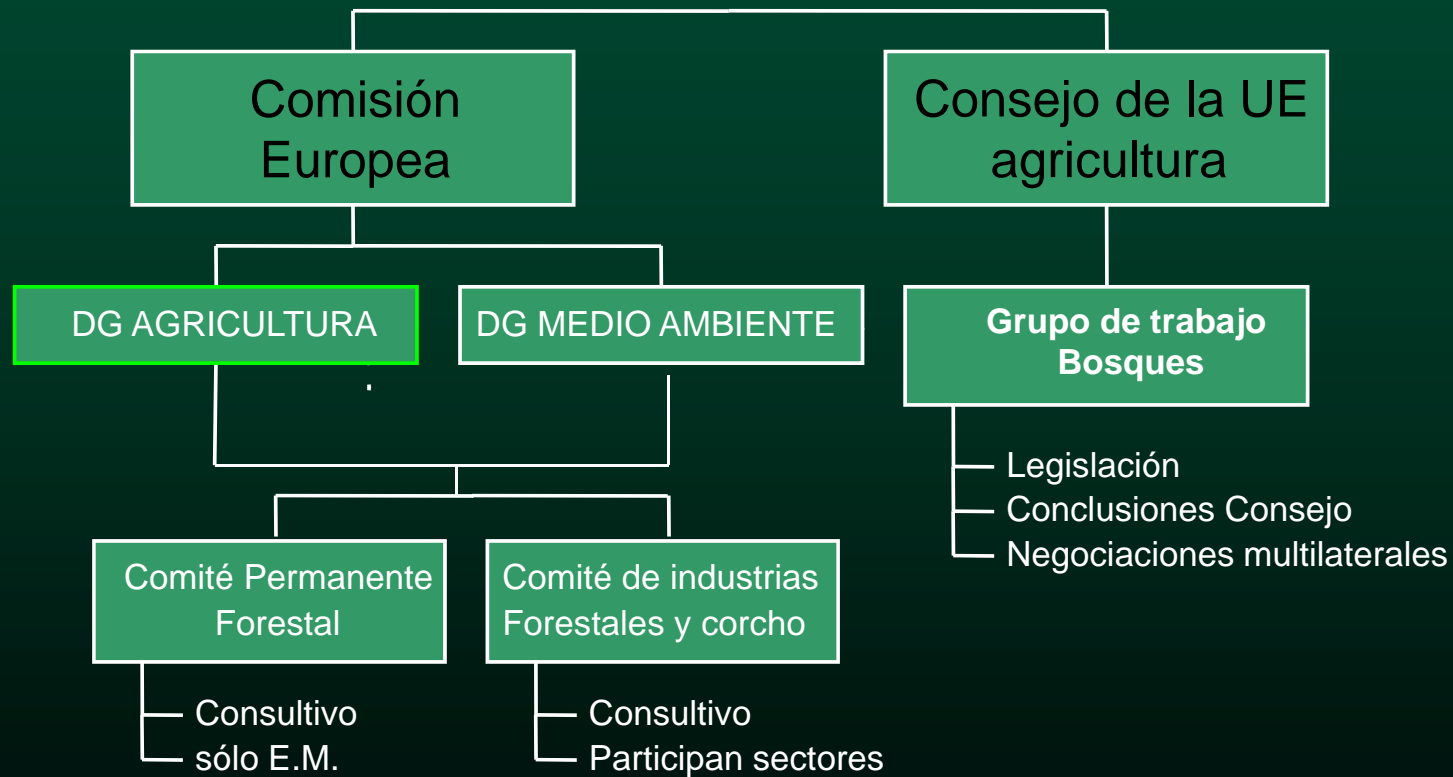 Comisión
Europea
Consejo de la UE
agricultura
DG AGRICULTURA
DG MEDIO AMBIENTE
Grupo de trabajo
Bosques
Legislación
Conclusiones Consejo
Negociaciones multilaterales
Comité Permanente
Forestal
Comité de industrias
Forestales y corcho
Consultivo
sólo E.M.
Consultivo
Participan sectores